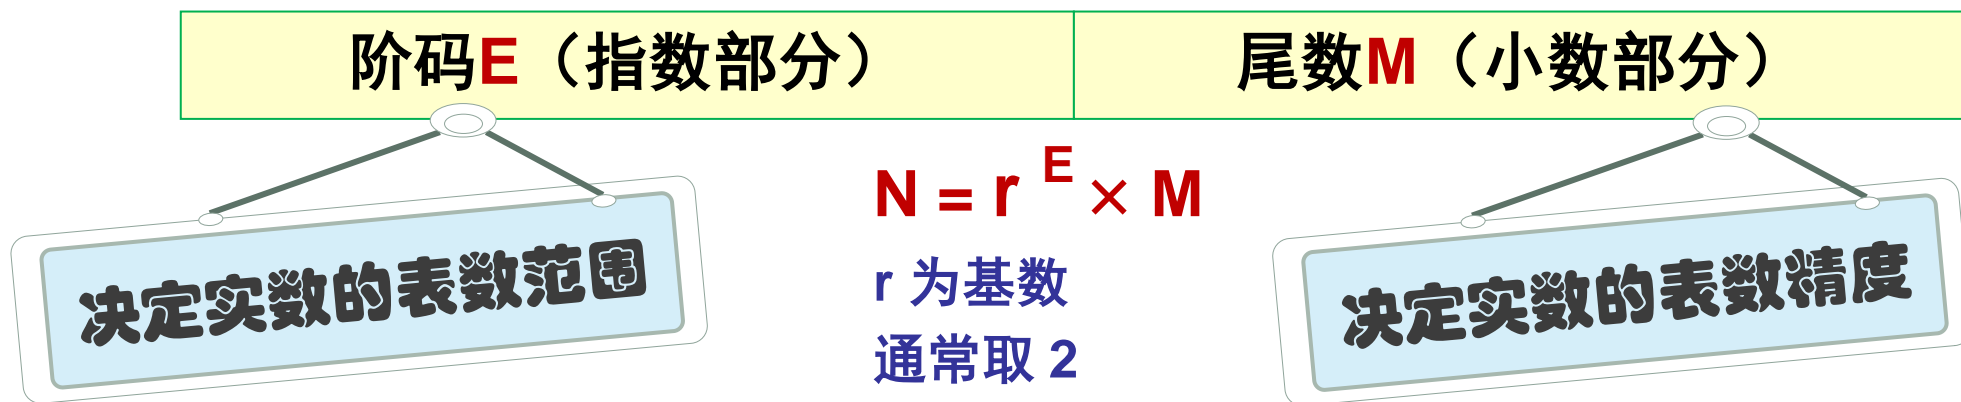 阶码E（指数部分） 尾数M（小数部分）
N = r E × M
决定实数的表数范围
决定实数的表数精度
r 为基数
通常取 2